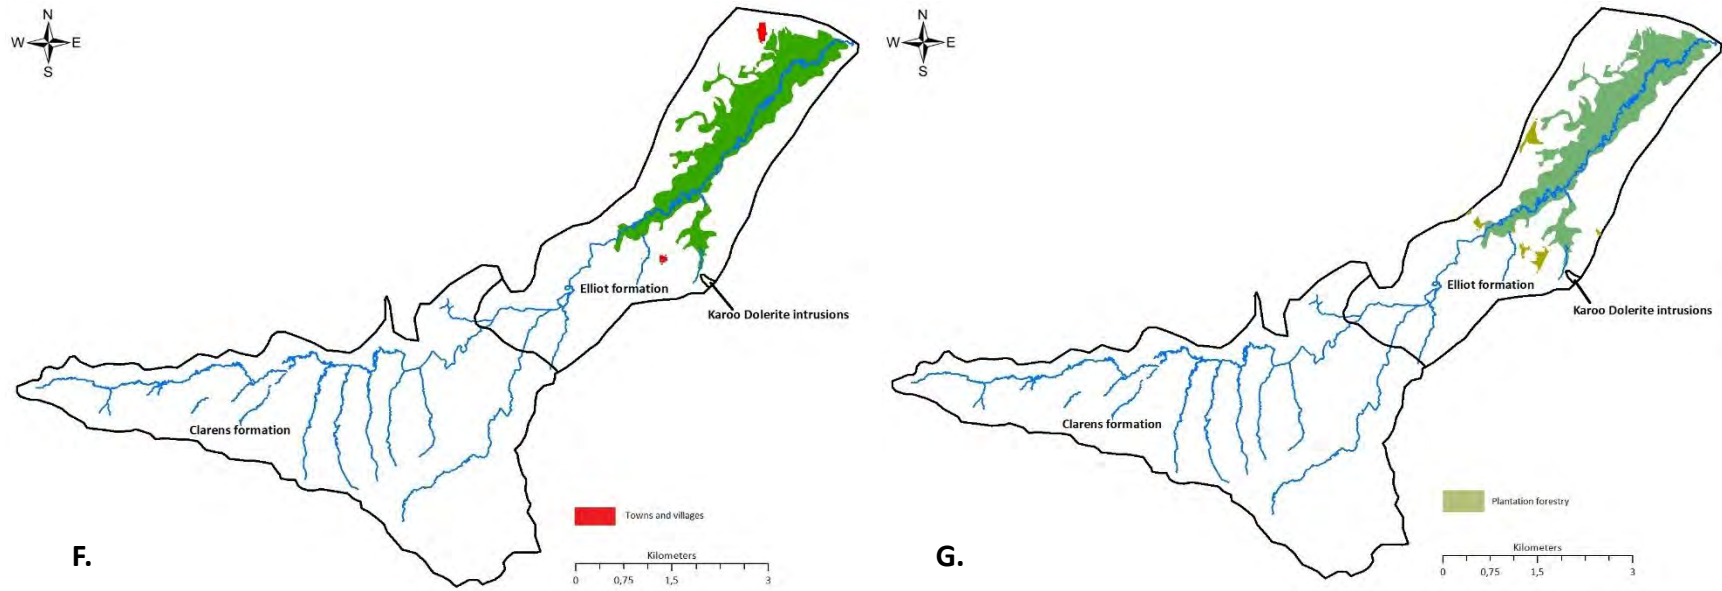 N
W E
S
Elliot formation
Karoo Dolerite intrusions
Clarens formation
Towns and villages
F.
Kilometers
0 0,75 1,5 3
N
W E
S
Elliot formation
Karoo Dolerite intrusions
Clarens formation
Plantation forestry
G.
Kilometers
0 0,75 1,5 3